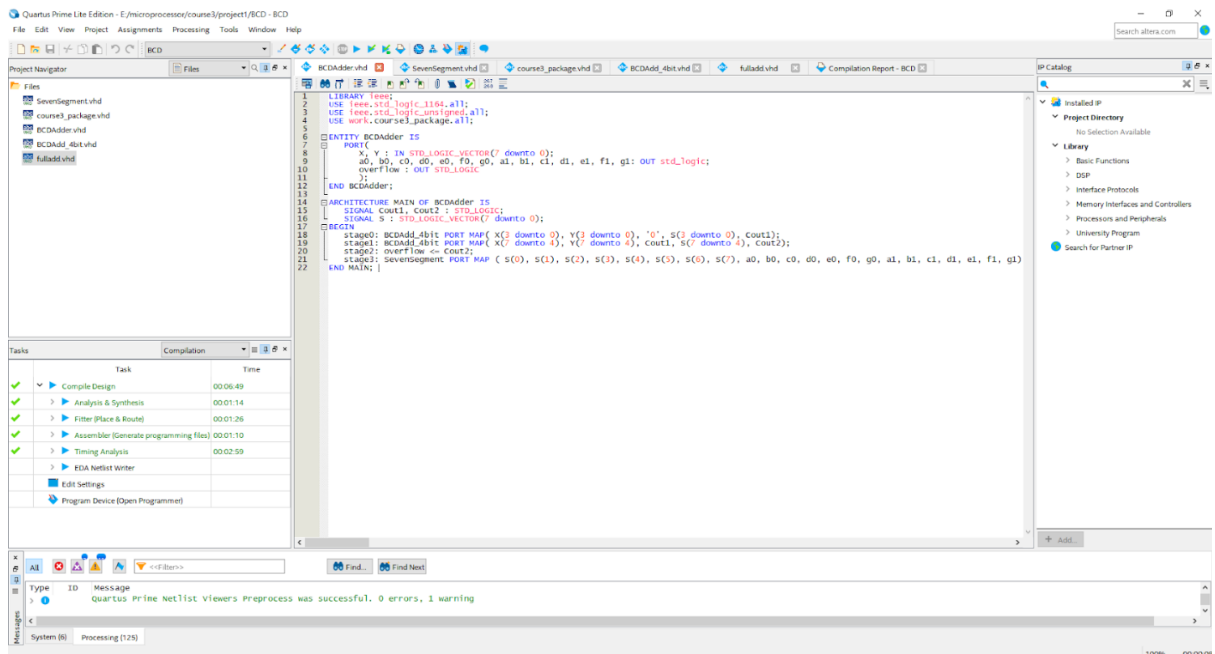 Quartus Prime Lite Edition - E:/microprocessor/course3/project1/BCD - BCD
File Edit View Project Assignments Processing Tools Window Help
Search altera.com
BCD
Project Navigator Files
Files
SevenSegment.vhd
course3_package.vhd
BCDAdder.vhd
BCDAdd_4bit.vhd
fulladd.vhd
Tasks Compilation
Task Time
Compile Design 00:06:49
Analysis & Synthesis 00:01:14
Fitter (Place & Route) 00:01:26
Assembler (Generate programming files) 00:01:10
Timing Analysis 00:02:59
EDA Netlist Writer
Edit Settings
Program Device (Open Programmer)
BCDAdder.vhd SevenSegment.vhd course3_package.vhd BCDAdd_4bit.vhd fulladd.vhd Compilation Report - BCD
1 LIBRARY ieee;
2 USE ieee.std_logic_1164.all;
3 USE ieee.std_logic_unsigned.all;
4 USE work.course3_package.all;
5
6 ENTITY BCDAdder IS
7 PORT(
8 X, Y : IN STD_LOGIC_VECTOR(7 downto 0);
9 a0, b0, c0, d0, e0, f0, g0, a1, b1, c1, d1, e1, f1, g1: OUT std_logic;
10 overflow : OUT STD_LOGIC
11 );
12 END BCDAdder;
13
14 ARCHITECTURE MAIN OF BCDAdder IS
15 SIGNAL Cout1, Cout2 : STD_LOGIC;
16 SIGNAL S : STD_LOGIC_VECTOR(7 downto 0);
17 BEGIN
18 stage0: BCDAdd_4bit PORT MAP( X(3 downto 0), Y(3 downto 0), '0', S(3 downto 0), Cout1);
19 stage1: BCDAdd_4bit PORT MAP( X(7 downto 4), Y(7 downto 4), Cout1, S(7 downto 4), Cout2);
20 stage2: overflow <= Cout2;
21 stage3: SevenSegment PORT MAP ( S(0), S(1), S(2), S(3), S(4), S(5), S(6), S(7), a0, b0, c0, d0, e0, f0, g0, a1, b1, c1, d1, e1, f1, g1)
22 END MAIN;
IP Catalog
Installed IP
Project Directory
No Selection Available
Library
Basic Functions
DSP
Interface Protocols
Memory Interfaces and Controllers
Processors and Peripherals
University Program
Search for Partner IP
+ Add...
All <<Filter>> Find... Find Next
Type ID Message
Quartus Prime Netlist Viewers Preprocess was successful. 0 errors, 1 warning
Messages
System (6) Processing (125)
100% 00:00:06